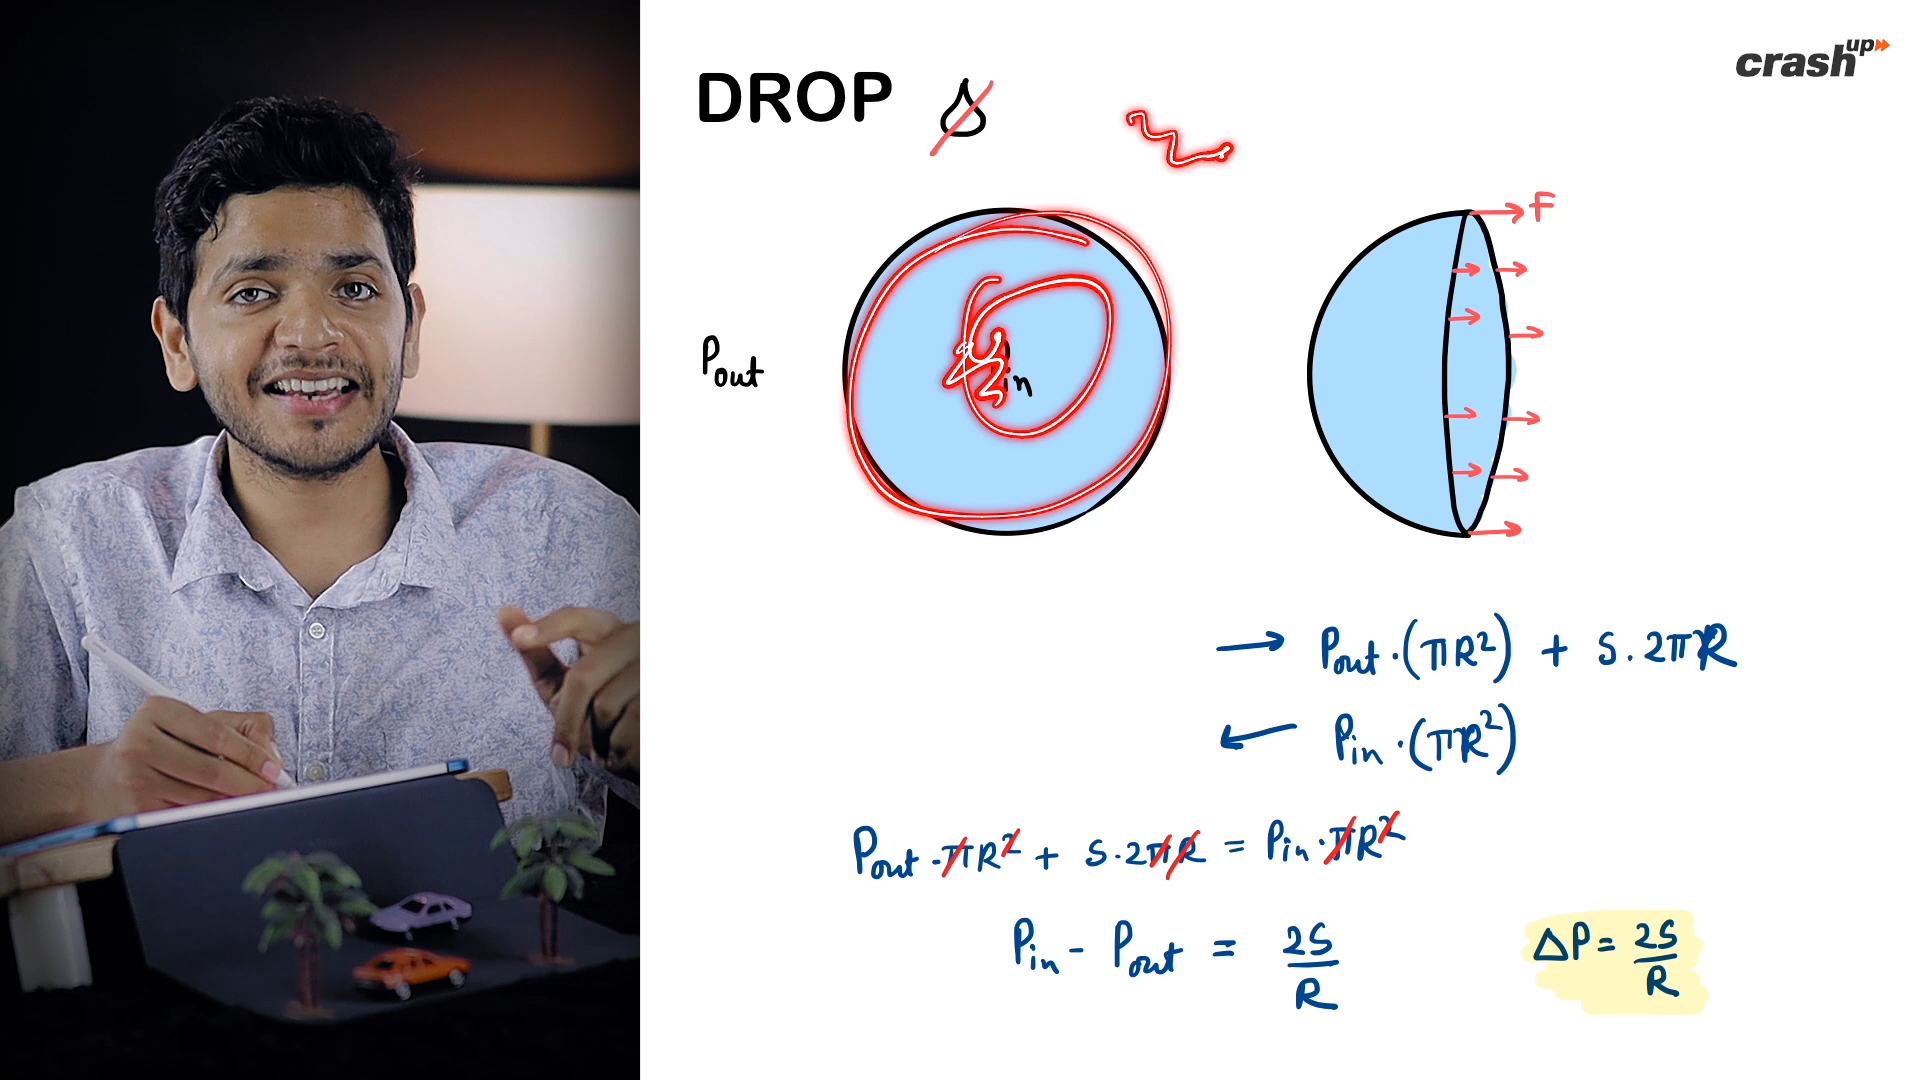 crashup
DROP
F
Pout
in
→ Pout·(πR²) + S.2πR
← Pin·(πR²)
Pout·πR² + S.2πR = Pin·πR²
Pin - Pout = 2S/R
ΔP = 2S/R